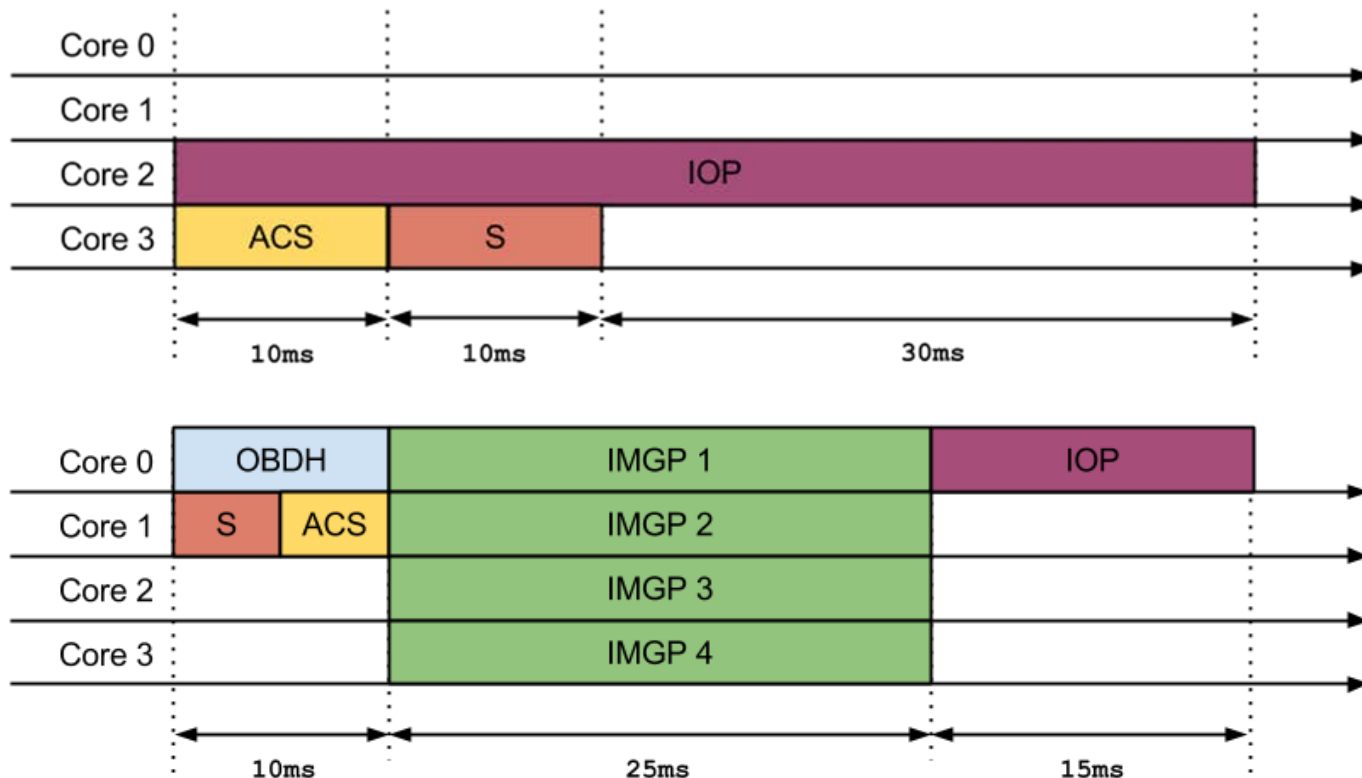 Core 0
Core 1
Core 2 IOP
Core 3 ACS S
10ms 10ms 30ms
Core 0 OBDH IMGP 1 IOP
Core 1 S ACS IMGP 2
Core 2 IMGP 3
Core 3 IMGP 4
10ms 25ms 15ms